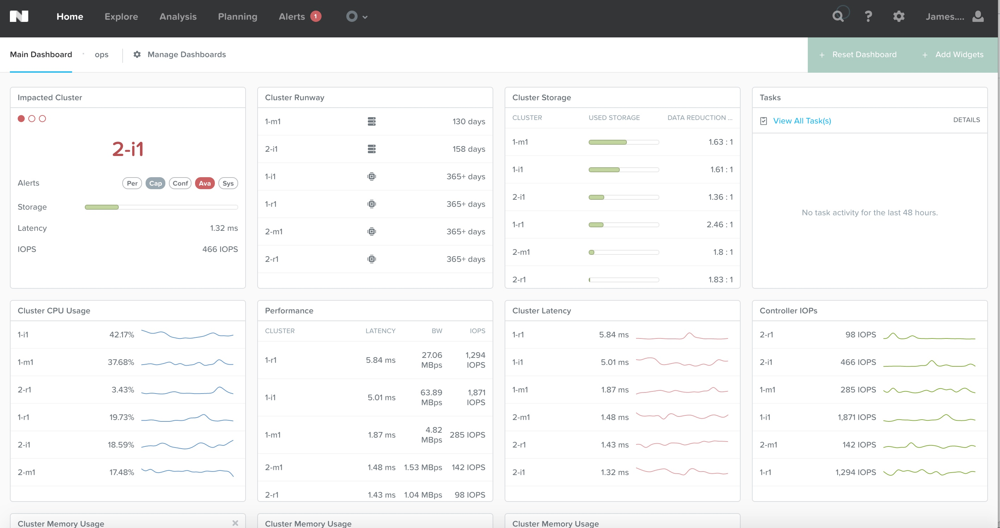 Home Explore Analysis Planning Alerts 1 ? James....
Main Dashboard ops Manage Dashboards + Reset Dashboard + Add Widgets
Impacted Cluster
2-i1
Alerts Per Cap Conf Ava Sys
Storage
Latency 1.32 ms
IOPS 466 IOPS
Cluster Runway
1-m1 130 days
2-i1 158 days
1-i1 365+ days
1-r1 365+ days
2-m1 365+ days
2-r1 365+ days
Cluster Storage
CLUSTER USED STORAGE DATA REDUCTION ...
1-m1 1.63 : 1
1-i1 1.61 : 1
2-i1 1.36 : 1
1-r1 2.46 : 1
2-m1 1.8 : 1
2-r1 1.83 : 1
Tasks
View All Task(s) DETAILS
No task activity for the last 48 hours.
Cluster CPU Usage
1-i1 42.17%
1-m1 37.68%
2-r1 3.43%
1-r1 19.73%
2-i1 18.59%
2-m1 17.48%
Performance
CLUSTER LATENCY BW IOPS
1-r1 5.84 ms 27.06 MBps 1,294 IOPS
1-i1 5.01 ms 63.89 MBps 1,871 IOPS
1-m1 1.87 ms 4.82 MBps 285 IOPS
2-m1 1.48 ms 1.53 MBps 142 IOPS
2-r1 1.43 ms 1.04 MBps 98 IOPS
Cluster Latency
1-r1 5.84 ms
1-i1 5.01 ms
1-m1 1.87 ms
2-m1 1.48 ms
2-r1 1.43 ms
2-i1 1.32 ms
Controller IOPs
2-r1 98 IOPS
2-i1 466 IOPS
1-m1 285 IOPS
1-i1 1,871 IOPS
2-m1 142 IOPS
1-r1 1,294 IOPS
Cluster Memory Usage
Cluster Memory Usage
Cluster Memory Usage